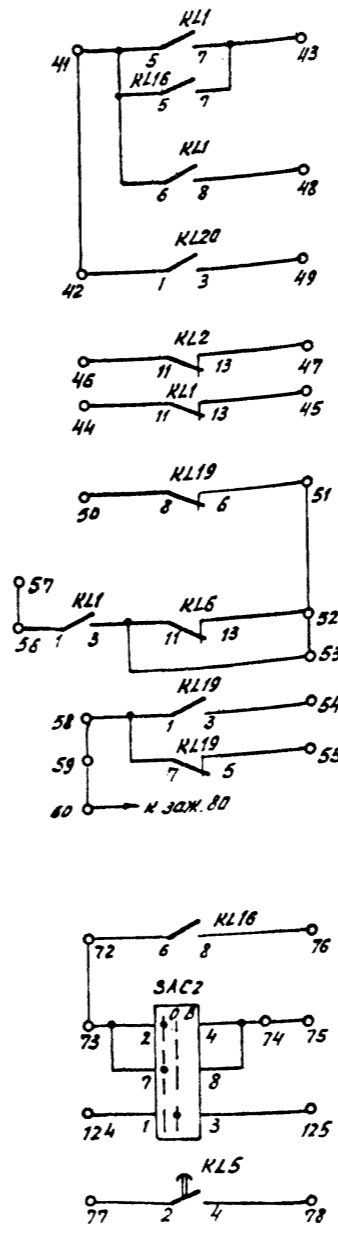 KL1
41 5 7 43
KL16
5 7
KL1
6 8 48
KL20
42 1 3 49
KL2
46 11 13 47
KL1
44 11 13 45
KL19
50 8 6 51
57
KL1 KL6
56 1 3 11 13 52
53
KL19
58 1 3 54
KL19
59 7 5 55
60 к заж. 80
KL16
72 6 8 76
SAC2
О В
73 2 4 74 75
7 8
124 1 3 125
KL5
77 2 4 78